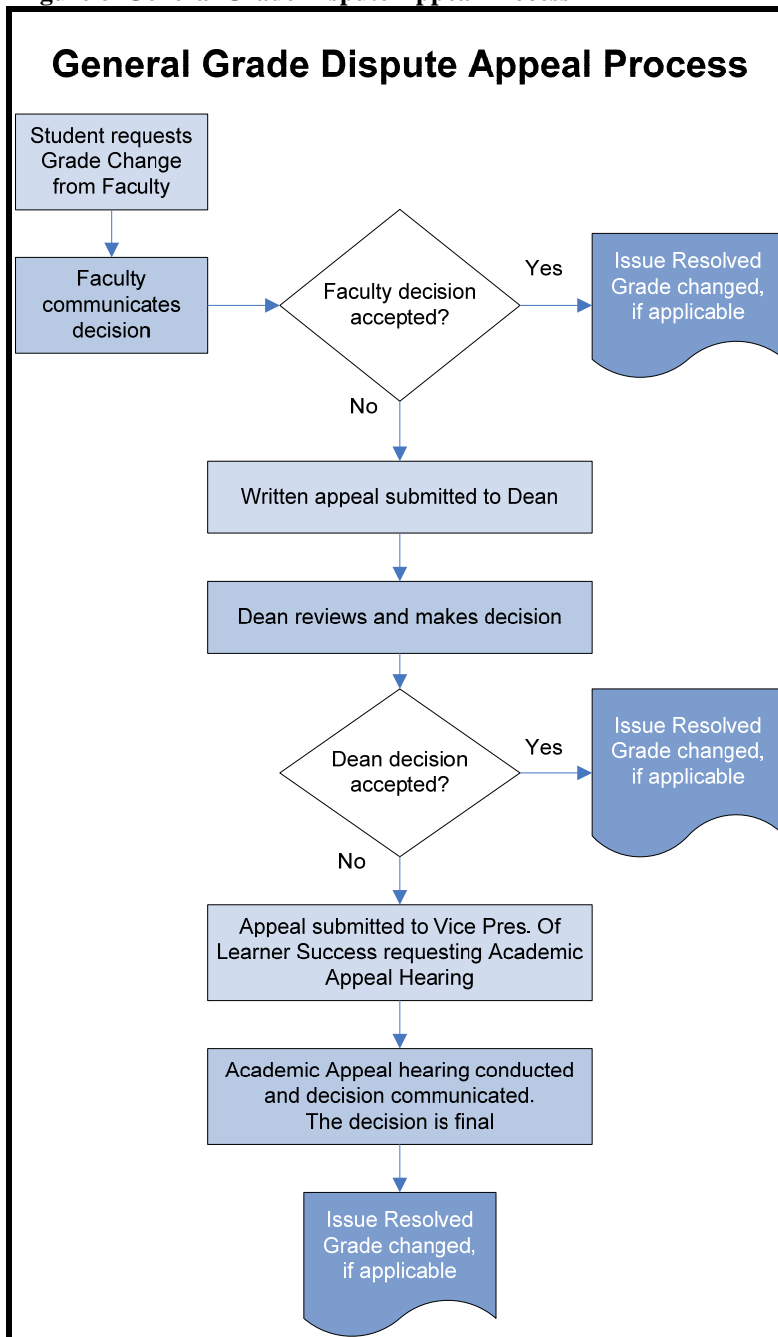 General Grade Dispute Appeal Process
Student requests
Grade Change
from Faculty
Faculty
communicates
decision
Faculty decision
accepted?
Yes
Issue Resolved
Grade changed,
if applicable
No
Written appeal submitted to Dean
Dean reviews and makes decision
Dean decision
accepted?
Yes
Issue Resolved
Grade changed,
if applicable
No
Appeal submitted to Vice Pres. Of
Learner Success requesting Academic
Appeal Hearing
Academic Appeal hearing conducted
and decision communicated.
The decision is final
Issue Resolved
Grade changed,
if applicable